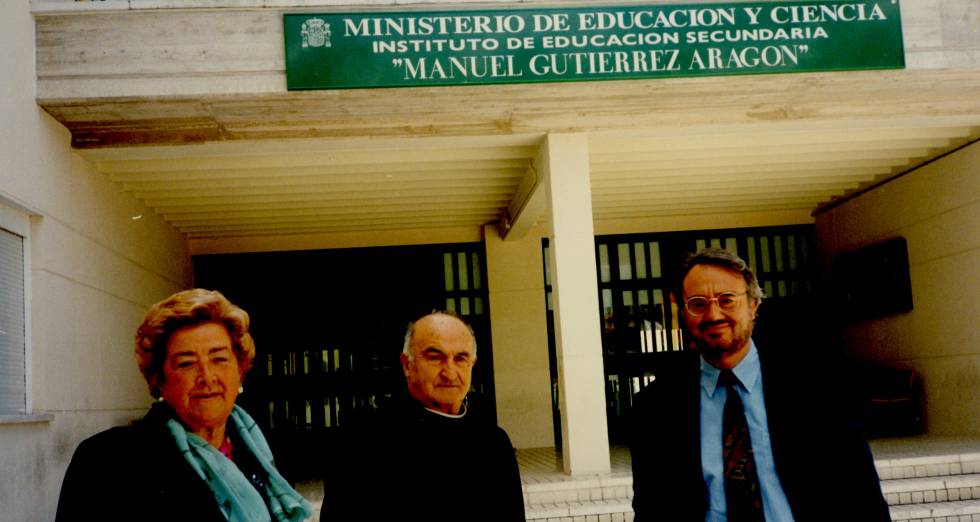 MINISTERIO DE EDUCACION Y CIENCIA
INSTITUTO DE EDUCACION SECUNDARIA
"MANUEL GUTIERREZ ARAGON"